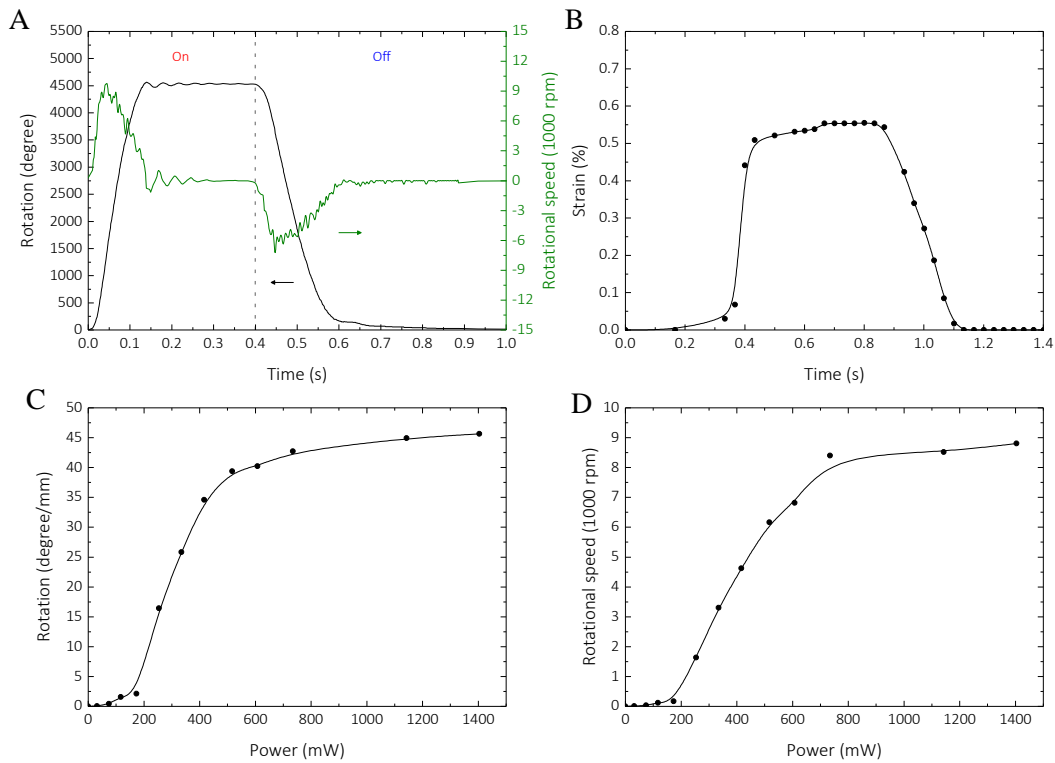 A
5500
5000
4500
4000
3500
3000
2500
2000
1500
1000
500
0
Rotation (degree)
On
Off
15
12
9
6
3
0
-3
-6
-9
-12
-15
Rotational speed (1000 rpm)
0.0 0.1 0.2 0.3 0.4 0.5 0.6 0.7 0.8 0.9 1.0
Time (s)
B
0.8
0.7
0.6
0.5
0.4
0.3
0.2
0.1
0.0
Strain (%)
0.0 0.2 0.4 0.6 0.8 1.0 1.2 1.4
Time (s)
C
50
45
40
35
30
25
20
15
10
5
0
Rotation (degree/mm)
0 200 400 600 800 1000 1200 1400
Power (mW)
D
10
9
8
7
6
5
4
3
2
1
0
Rotational speed (1000 rpm)
0 200 400 600 800 1000 1200 1400
Power (mW)